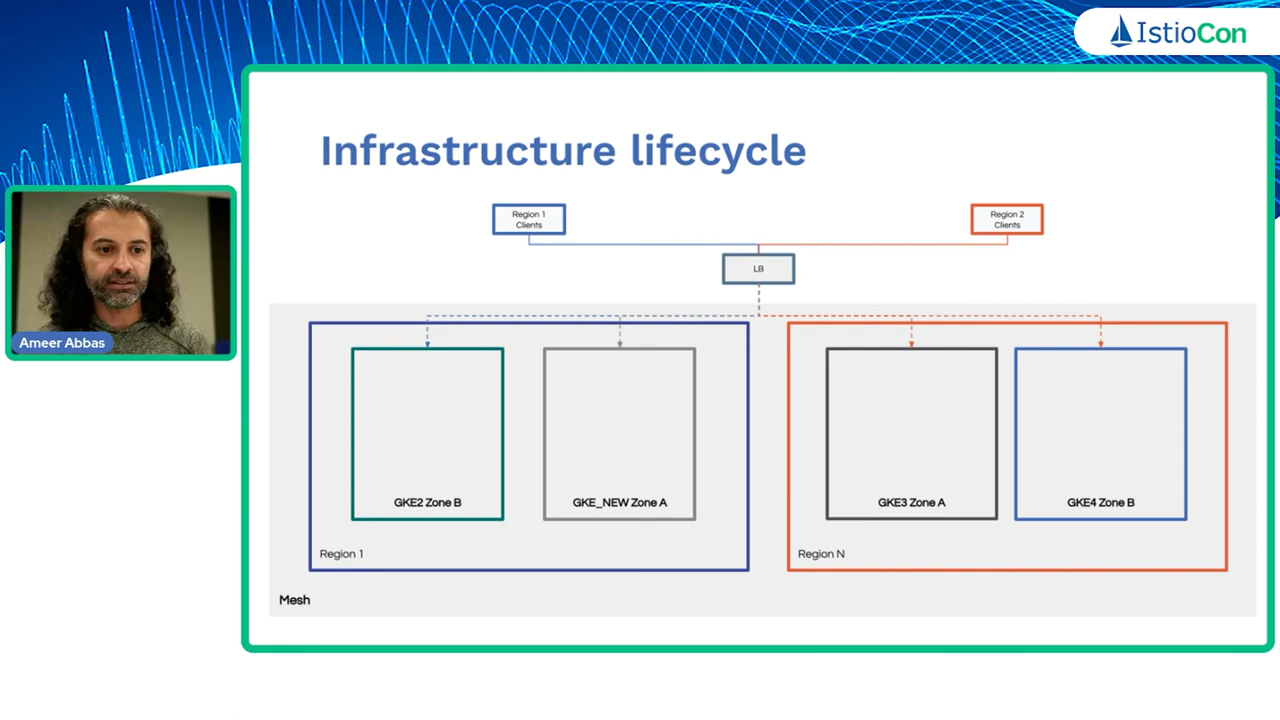 IstioCon
Infrastructure lifecycle
Region 1
Clients
Region 2
Clients
LB
Ameer Abbas
GKE2 Zone B
GKE_NEW Zone A
GKE3 Zone A
GKE4 Zone B
Region 1
Region N
Mesh